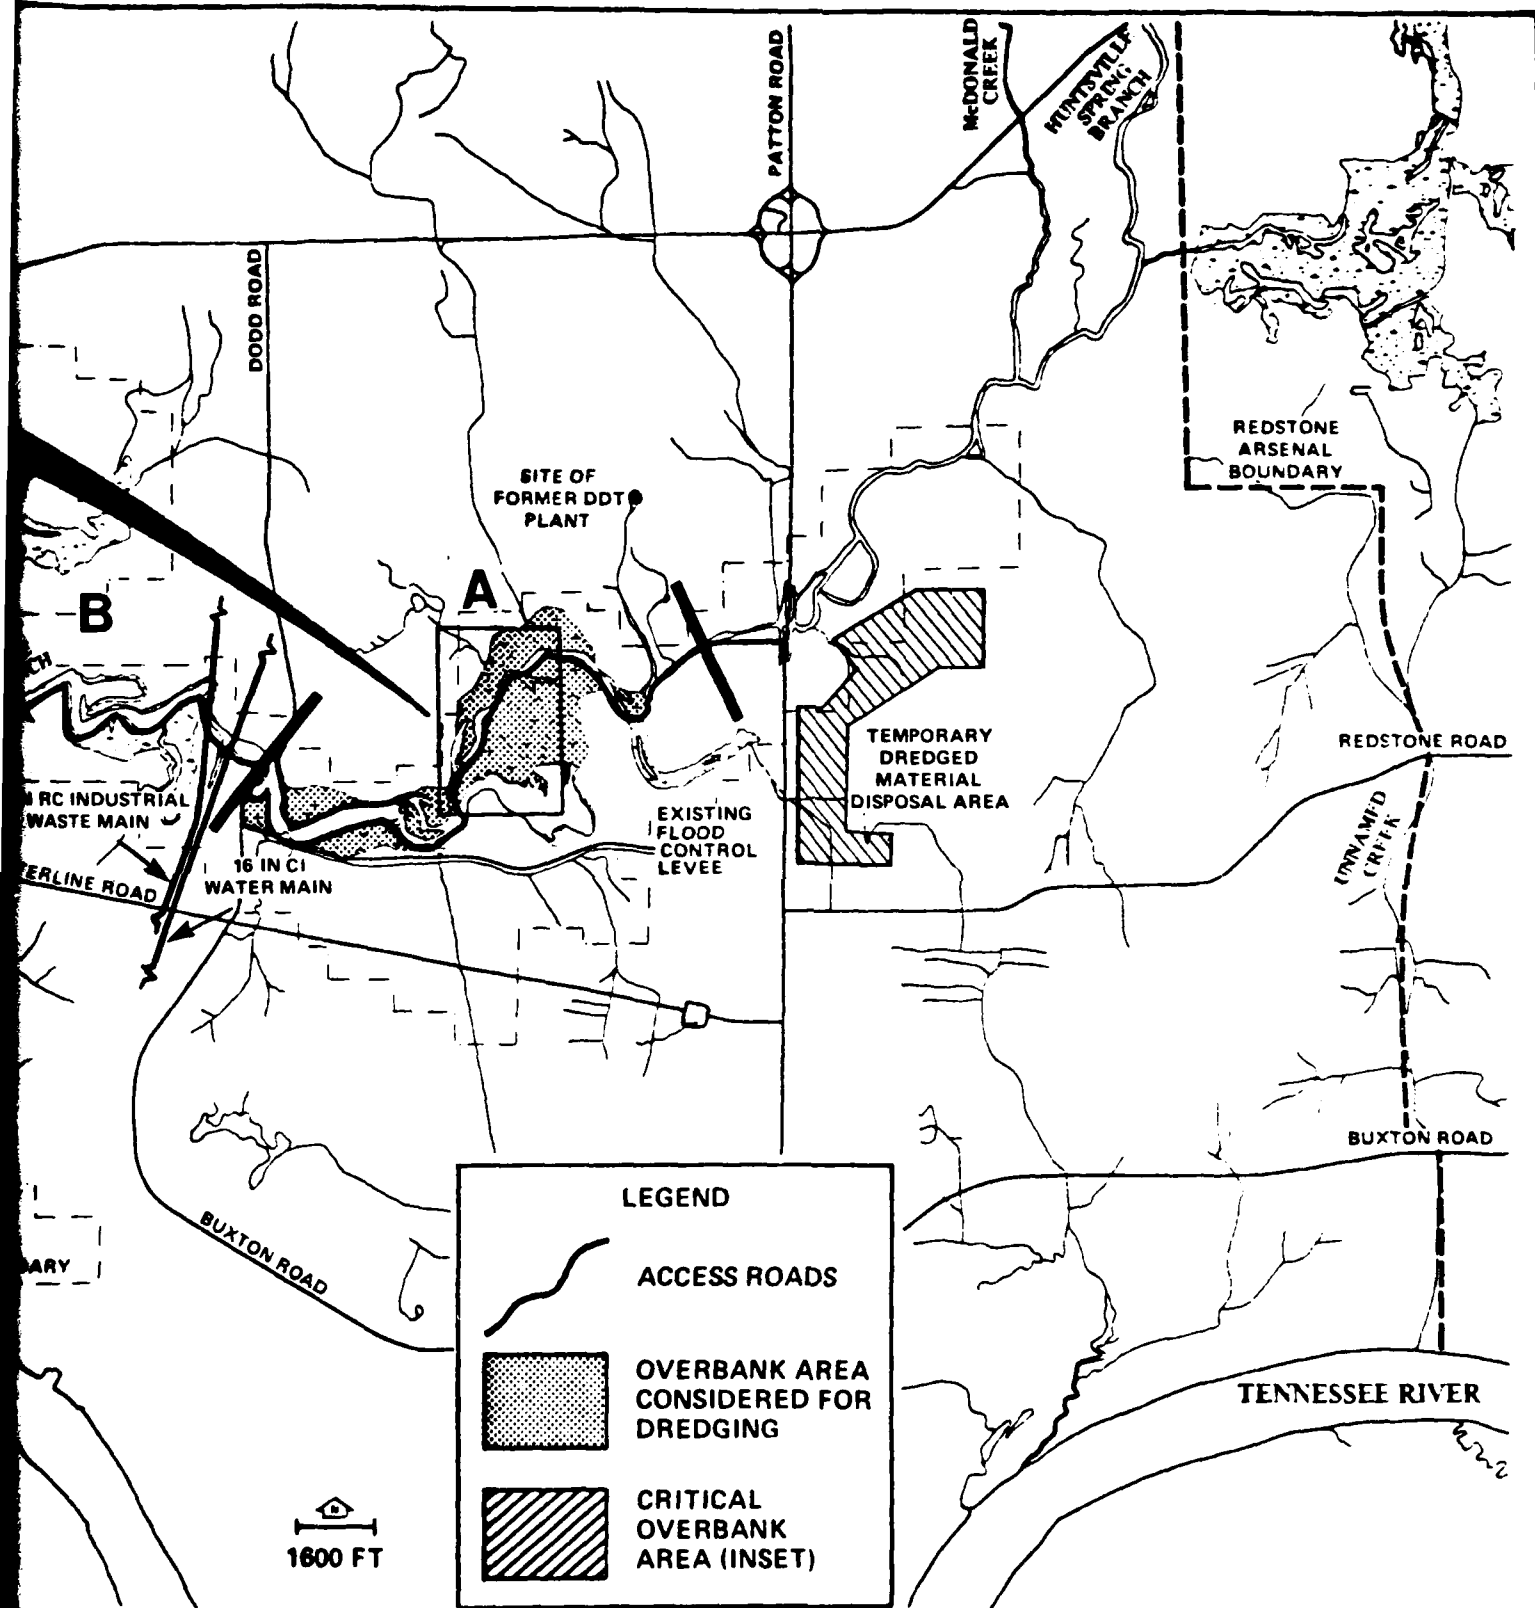 PATTON ROAD
McDONALD
CREEK
HUNTSVILLE
SPRING
BRANCH
DODD ROAD
REDSTONE
ARSENAL
BOUNDARY
SITE OF
FORMER DDT
PLANT
A
B
REDSTONE ROAD
TEMPORARY
DREDGED
MATERIAL
DISPOSAL AREA
RC INDUSTRIAL
WASTE MAIN
EXISTING
FLOOD
CONTROL
LEVEE
UNNAMED
CREEK
16 IN CI
WATER MAIN
ERLINE ROAD
BUXTON ROAD
BUXTON ROAD
ARY
LEGEND
ACCESS ROADS
OVERBANK AREA
CONSIDERED FOR
DREDGING
CRITICAL
OVERBANK
AREA (INSET)
TENNESSEE RIVER
N
1600 FT